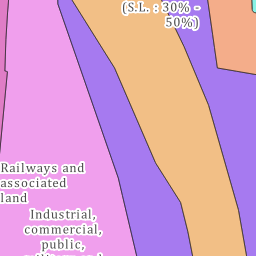 (S.L. : 30% -
50%)
Railways and
associated
land
Industrial,
commercial,
public,